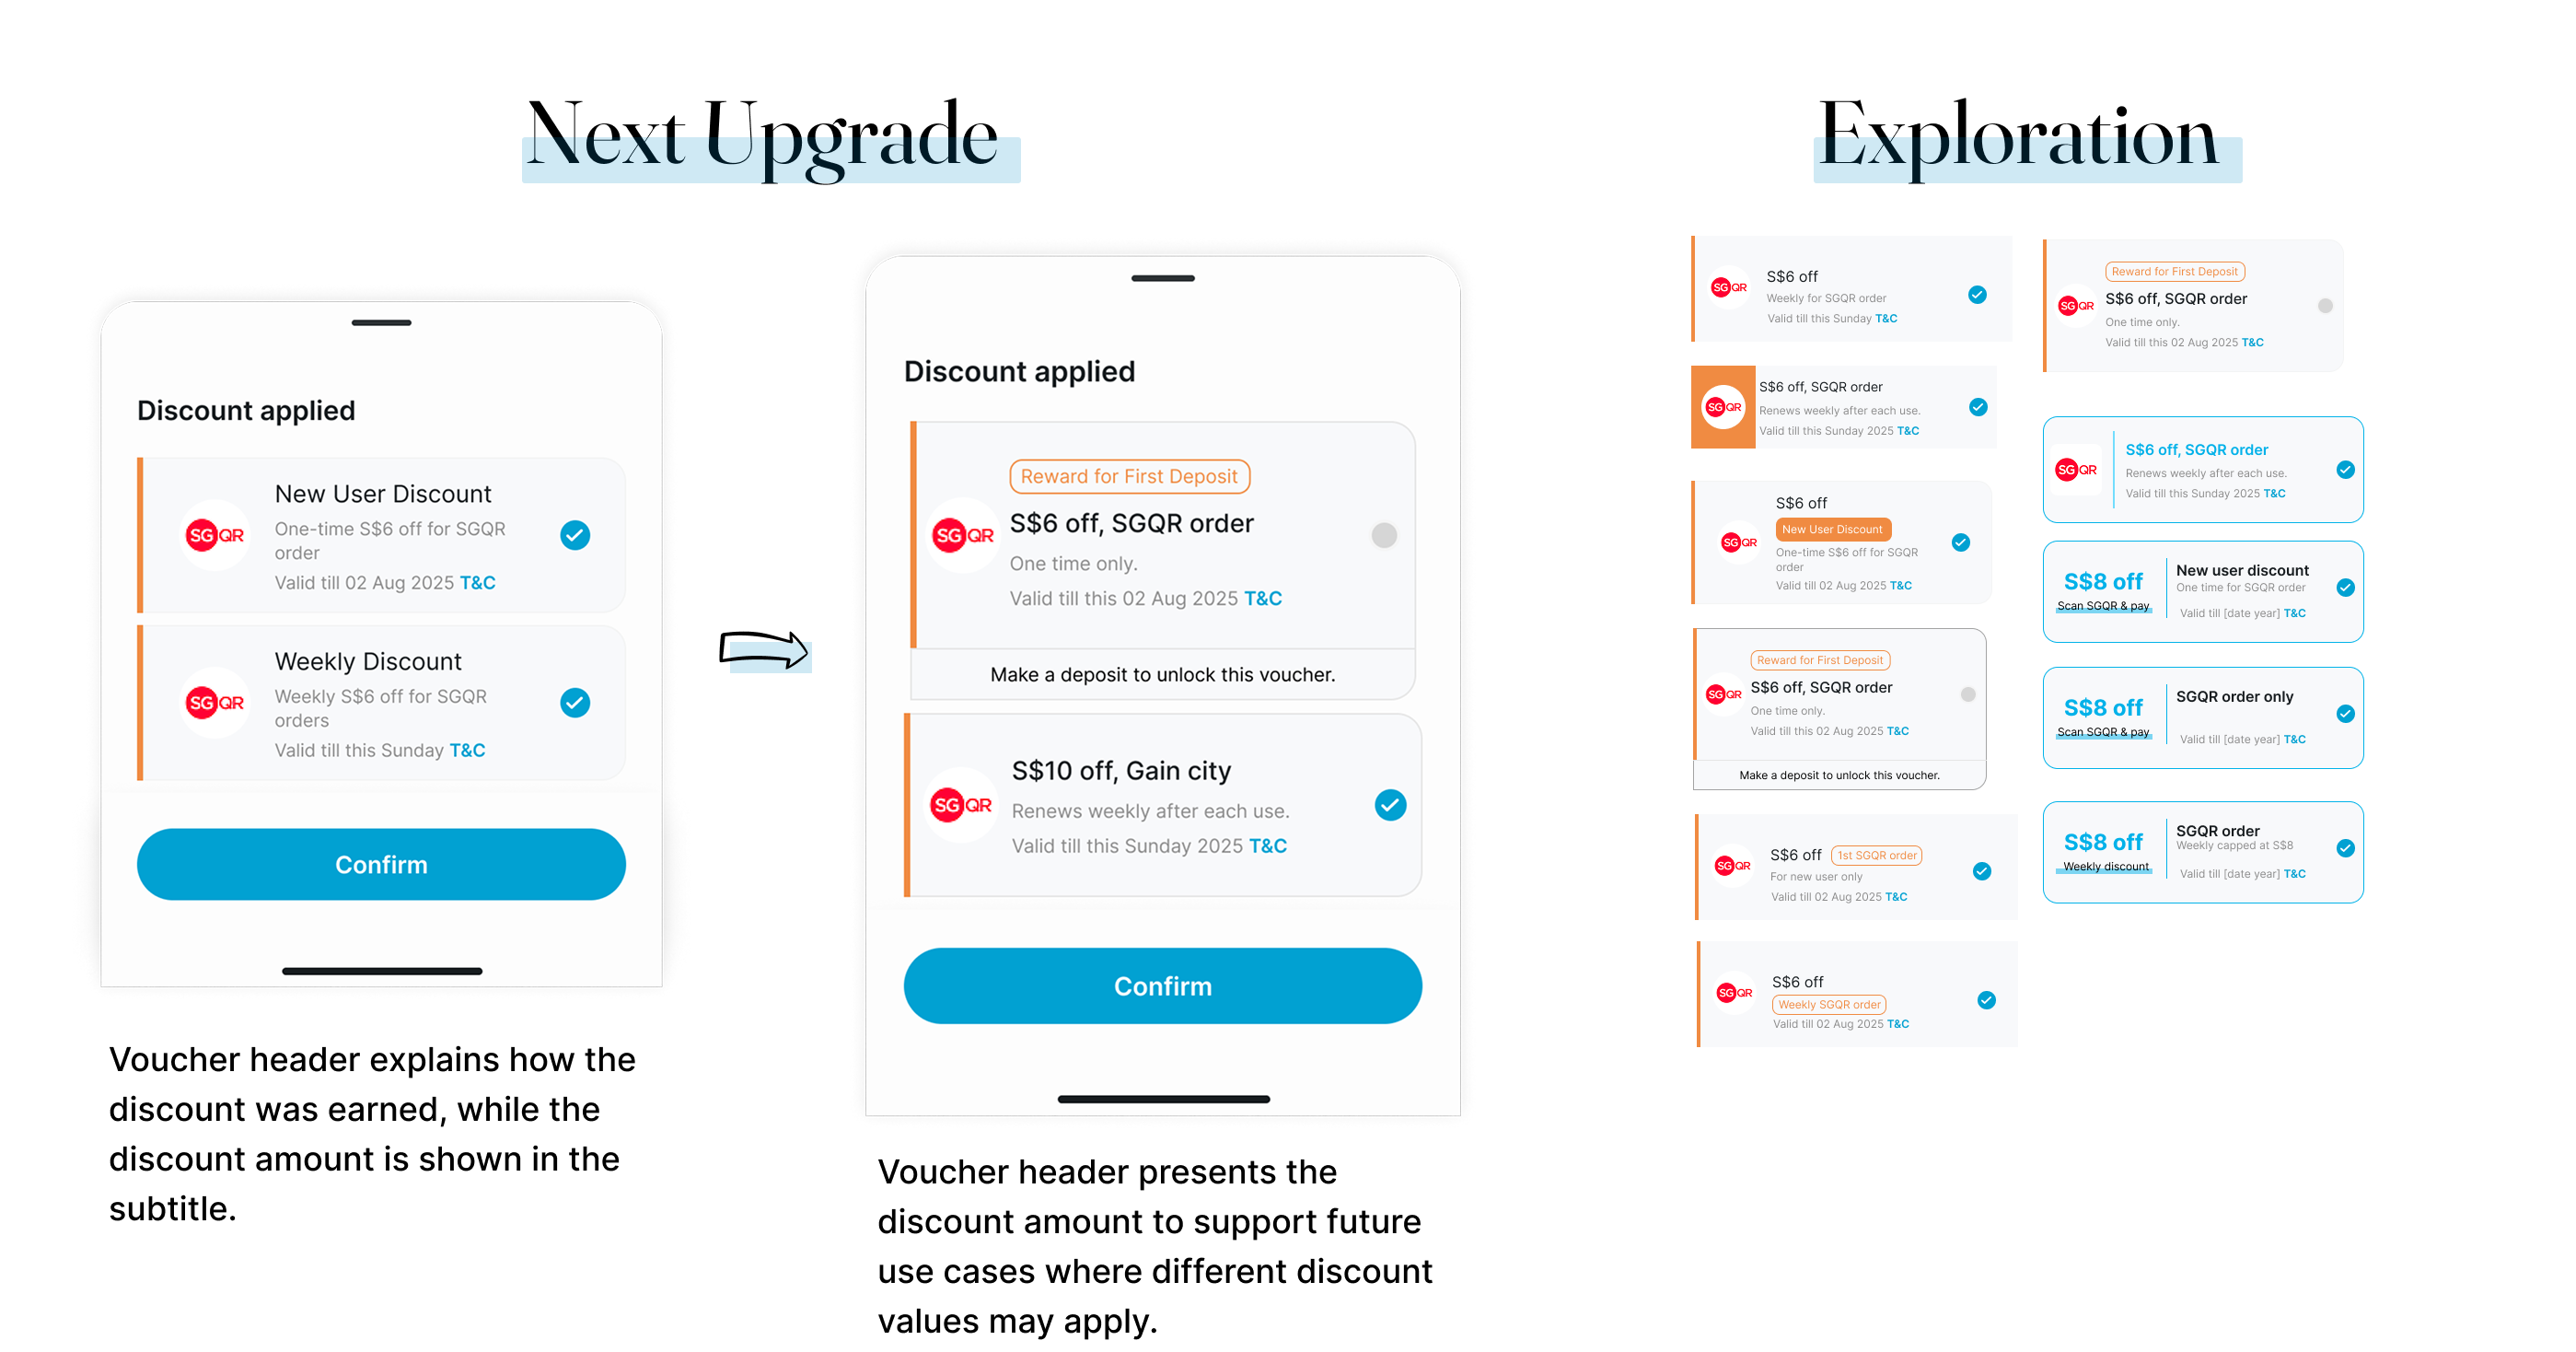 Next Upgrade
Discount applied
New User Discount
SGQR
One-time S$6 off for SGQR
order
Valid till 02 Aug 2025 T&C
Weekly Discount
SGQR
Weekly S$6 off for SGQR
orders
Valid till this Sunday T&C
Confirm
Voucher header explains how the
discount was earned, while the
discount amount is shown in the
subtitle.
Discount applied
Reward for First Deposit
SGQR
S$6 off, SGQR order
One time only.
Valid till this 02 Aug 2025 T&C
Make a deposit to unlock this voucher.
S$10 off, Gain city
SGQR
Renews weekly after each use.
Valid till this Sunday 2025 T&C
Confirm
Voucher header presents the
discount amount to support future
use cases where different discount
values may apply.
Exploration
S$6 off
SGQR
Weekly for SGQR order
Valid till this Sunday T&C
S$6 off, SGQR order
SGQR
Renews weekly after each use.
Valid till this Sunday 2025 T&C
S$6 off
New User Discount
SGQR
One-time S$6 off for SGQR
order
Valid till 02 Aug 2025 T&C
Reward for First Deposit
SGQR
S$6 off, SGQR order
One time only.
Valid till this 02 Aug 2025 T&C
Make a deposit to unlock this voucher.
S$6 off 1st SGQR order
SGQR
For new user only
Valid till 02 Aug 2025 T&C
S$6 off
SGQR
Weekly SGQR order
Valid till 02 Aug 2025 T&C
Reward for First Deposit
SGQR
S$6 off, SGQR order
One time only.
Valid till this 02 Aug 2025 T&C
S$6 off, SGQR order
SGQR
Renews weekly after each use.
Valid till this Sunday 2025 T&C
S$8 off
Scan SGQR & pay
New user discount
One time for SGQR order
Valid till [date year] T&C
S$8 off
Scan SGQR & pay
SGQR order only
Valid till [date year] T&C
S$8 off
Weekly discount
SGQR order
Weekly capped at S$8
Valid till [date year] T&C